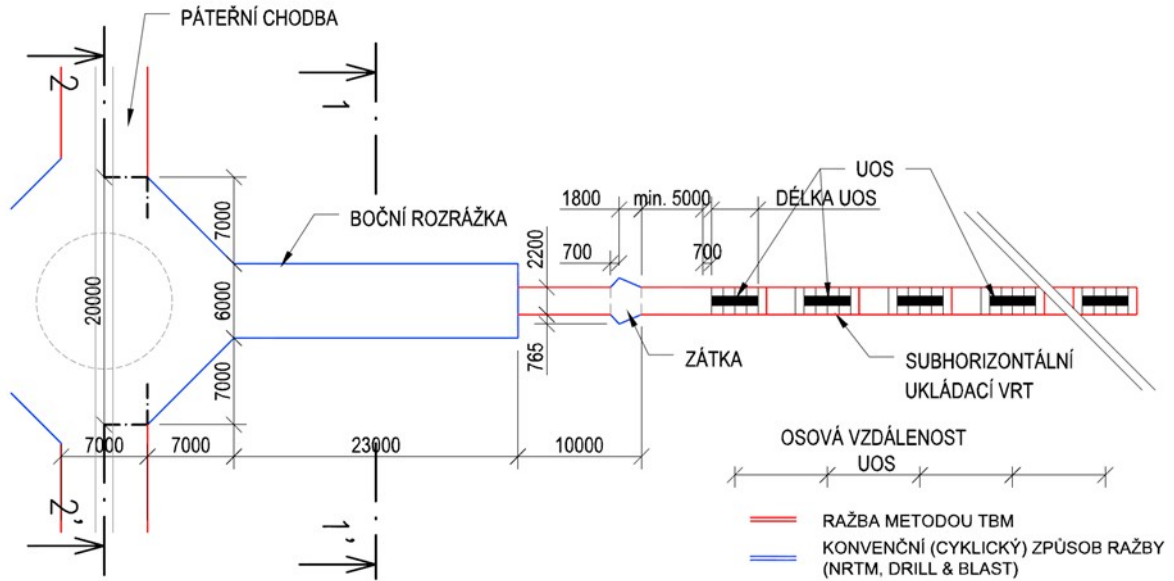 PÁTEŘNÍ CHODBA
2
1
BOČNÍ ROZRÁŽKA
UOS
1800
min. 5000
DÉLKA UOS
700
2200
700
7000
20000
6000
7000
765
ZÁTKA
SUBHORIZONTÁLNÍ
UKLÁDACÍ VRT
7000
7000
23000
10000
OSOVÁ VZDÁLENOST
UOS
2'
1'
RAŽBA METODOU TBM
KONVENČNÍ (CYKLICKÝ) ZPŮSOB RAŽBY
(NRTM, DRILL & BLAST)